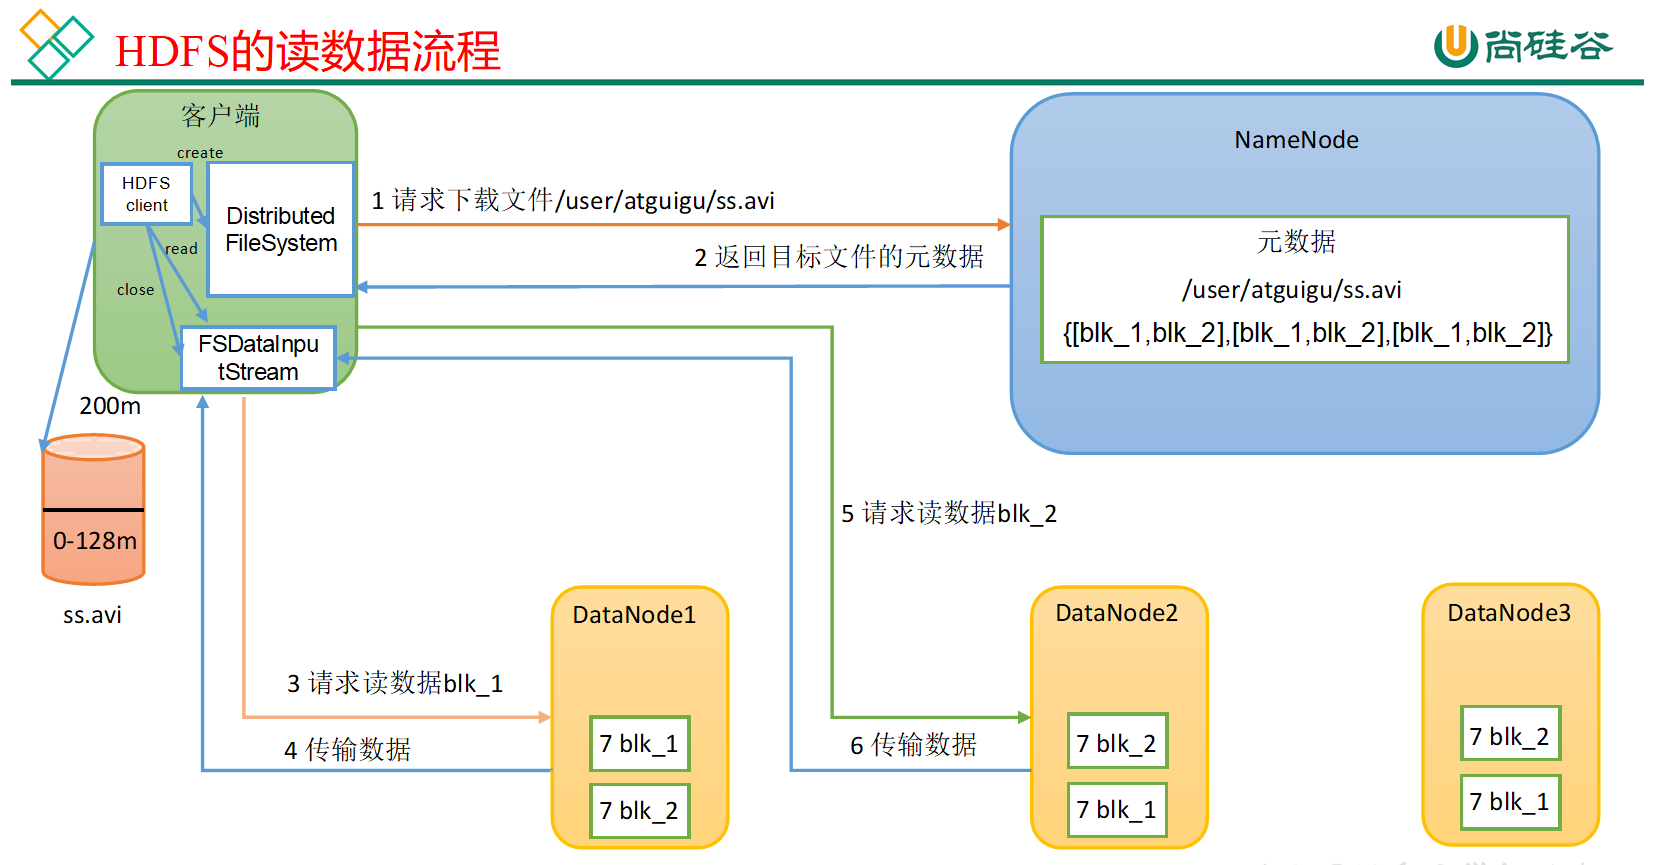 HDFS的读数据流程
尚硅谷
客户端
create
HDFS
client
Distributed
FileSystem
read
close
FSDataInpu
tStream
1 请求下载文件/user/atguigu/ss.avi
2 返回目标文件的元数据
NameNode
元数据
/user/atguigu/ss.avi
{[blk_1,blk_2],[blk_1,blk_2],[blk_1,blk_2]}
200m
0-128m
ss.avi
5 请求读数据blk_2
3 请求读数据blk_1
4 传输数据
6 传输数据
DataNode1
7 blk_1
7 blk_2
DataNode2
7 blk_2
7 blk_1
DataNode3
7 blk_2
7 blk_1